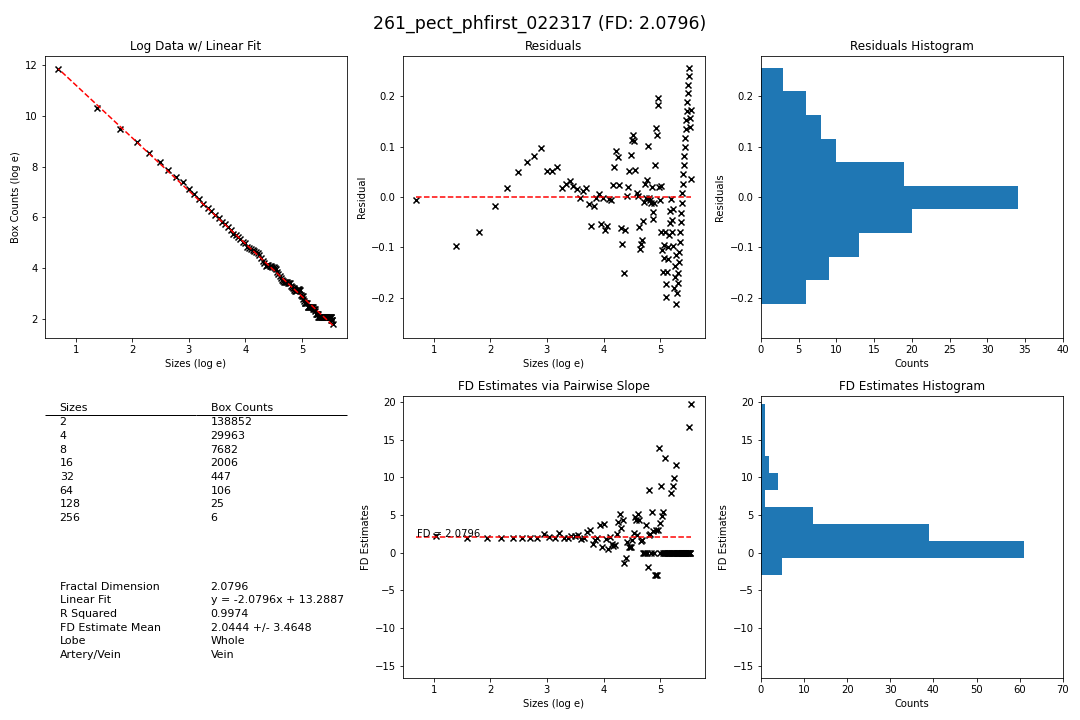 261_pect_phfirst_022317 (FD: 2.0796)
Log Data w/ Linear Fit
12
10
8
6
4
2
Box Counts (log e)
1 2 3 4 5
Sizes (log e)
Residuals
0.2
0.1
0.0
−0.1
−0.2
Residual
1 2 3 4 5
Sizes (log e)
Residuals Histogram
0.2
0.1
0.0
−0.1
−0.2
Residuals
0 5 10 15 20 25 30 35 40
Counts
Sizes Box Counts
2 138852
4 29963
8 7682
16 2006
32 447
64 106
128 25
256 6
Fractal Dimension 2.0796
Linear Fit y = -2.0796x + 13.2887
R Squared 0.9974
FD Estimate Mean 2.0444 +/- 3.4648
Lobe Whole
Artery/Vein Vein
FD Estimates via Pairwise Slope
20
15
10
5
0
−5
−10
−15
FD Estimates
FD = 2.0796
1 2 3 4 5
Sizes (log e)
FD Estimates Histogram
20
15
10
5
0
−5
−10
−15
FD Estimates
0 10 20 30 40 50 60 70
Counts